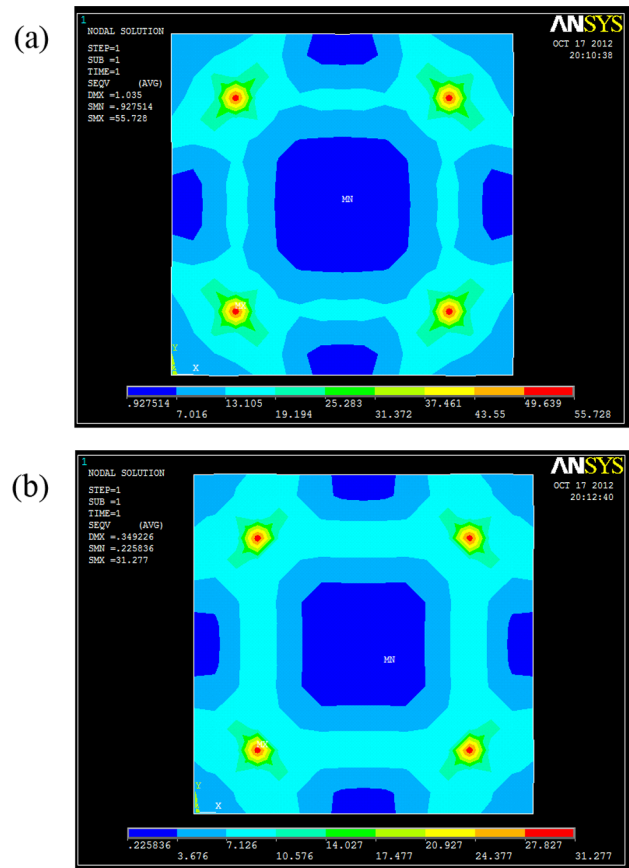 (a)
1
NODAL SOLUTION
STEP=1
SUB =1
TIME=1
SEQV (AVG)
DMX =1.035
SMN =.927514
SMX =55.728
ANSYS
OCT 17 2012
20:10:38
MN
Y
X
.927514 13.105 25.283 37.461 49.639
7.016 19.194 31.372 43.55 55.728
(b)
1
NODAL SOLUTION
STEP=1
SUB =1
TIME=1
SEQV (AVG)
DMX =.349226
SMN =.225836
SMX =31.277
ANSYS
OCT 17 2012
20:12:40
MN
Y
X
.225836 7.126 14.027 20.927 27.827
3.676 10.576 17.477 24.377 31.277